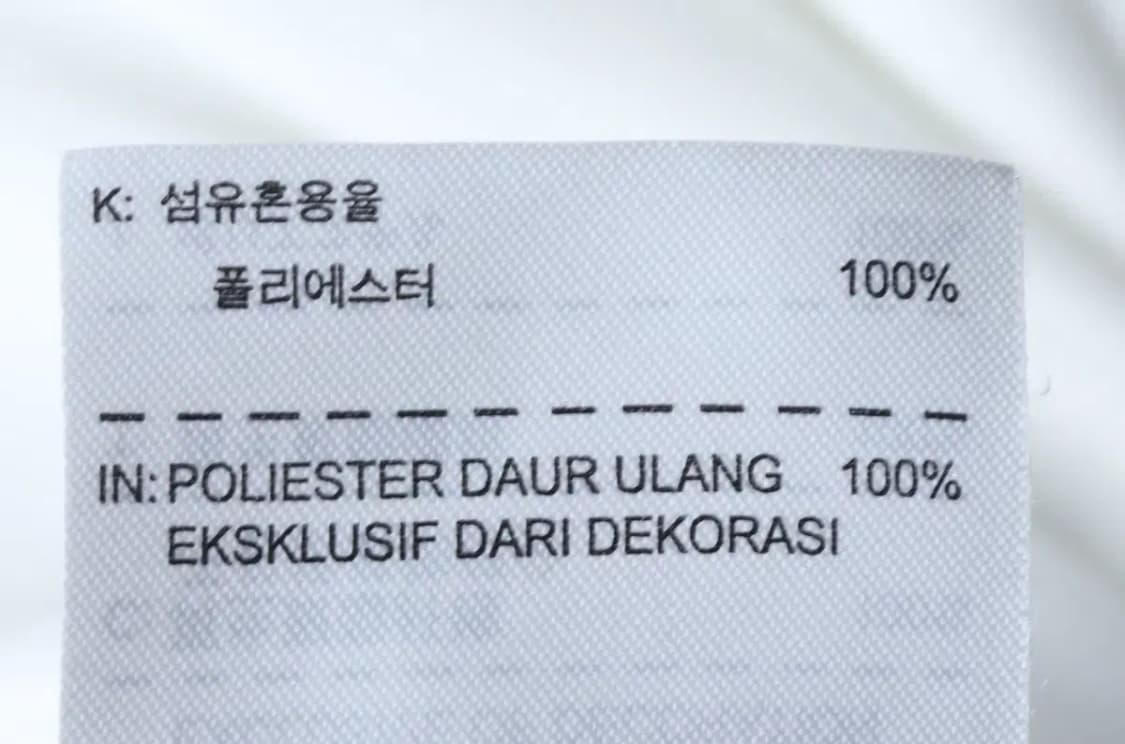 K: 섬유혼용율
폴리에스터 100%
IN: POLIESTER DAUR ULANG 100%
EKSKLUSIF DARI DEKORASI